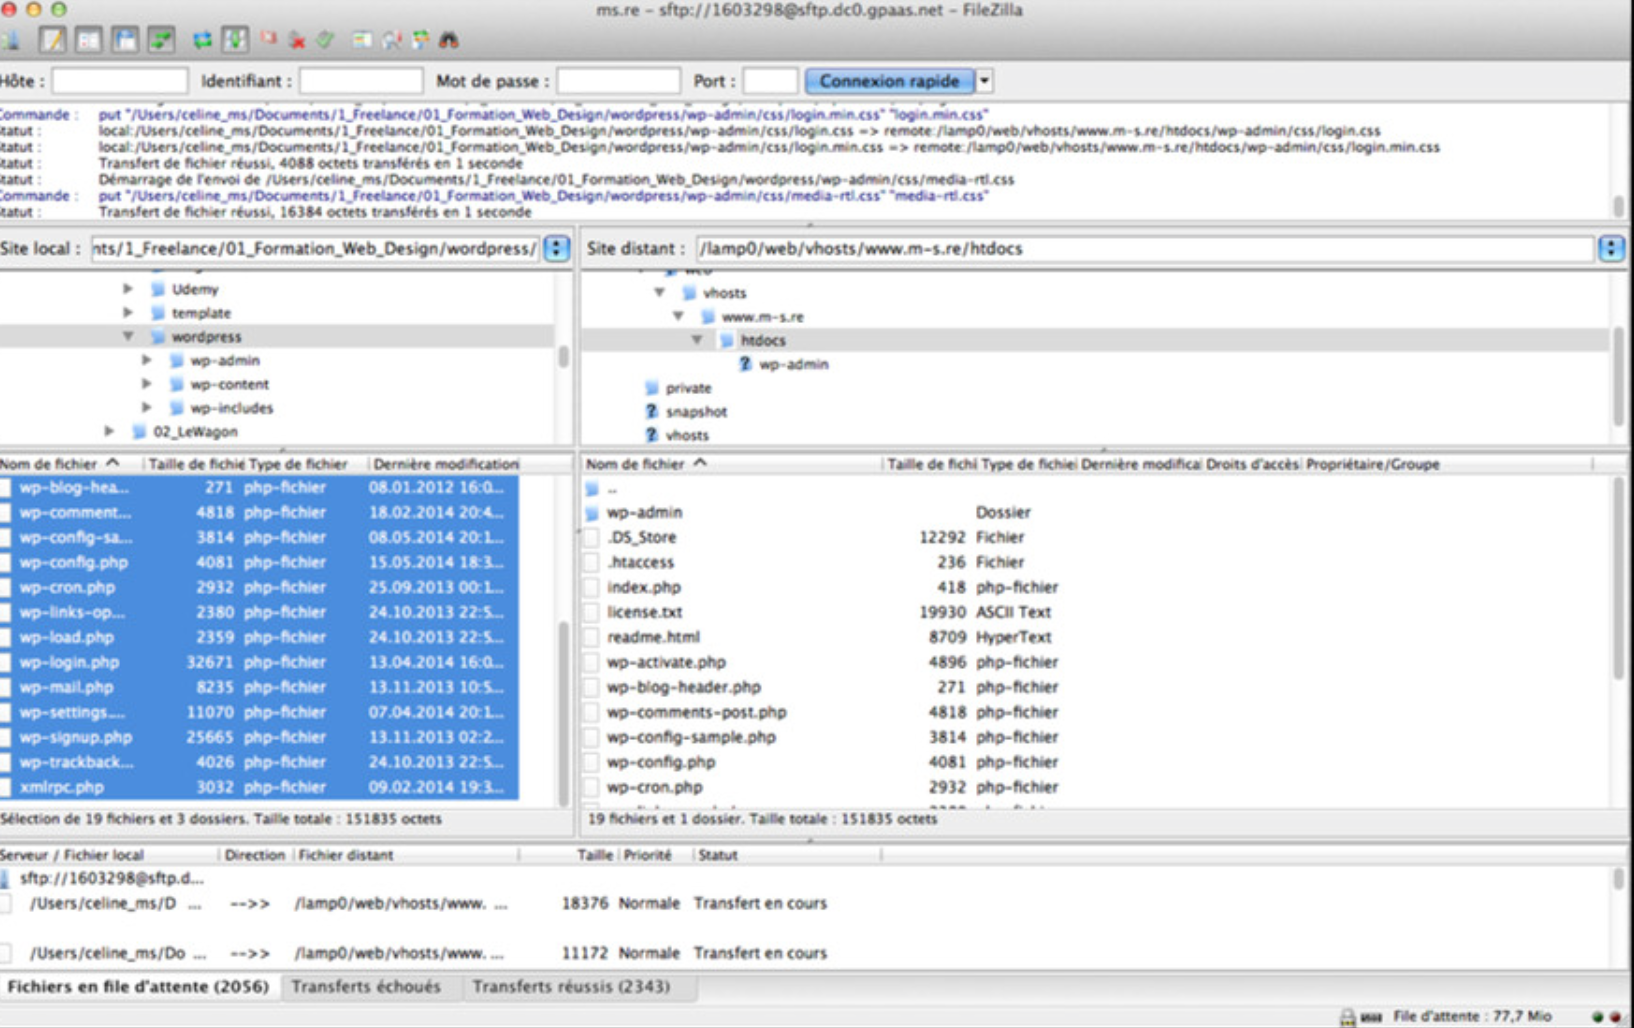 ms.re – sftp://1603298@sftp.dc0.gpaas.net – FileZilla
Hôte : Identifiant : Mot de passe : Port : Connexion rapide
Commande : put "/Users/celine_ms/Documents/1_Freelance/01_Formation_Web_Design/wordpress/wp-admin/css/login.min.css" "login.min.css"
Statut : local:/Users/celine_ms/Documents/1_Freelance/01_Formation_Web_Design/wordpress/wp-admin/css/login.css => remote:/lamp0/web/vhosts/www.m-s.re/htdocs/wp-admin/css/login.css
Statut : local:/Users/celine_ms/Documents/1_Freelance/01_Formation_Web_Design/wordpress/wp-admin/css/login.min.css => remote:/lamp0/web/vhosts/www.m-s.re/htdocs/wp-admin/css/login.min.css
Statut : Transfert de fichier réussi, 4088 octets transférés en 1 seconde
Statut : Démarrage de l'envoi de /Users/celine_ms/Documents/1_Freelance/01_Formation_Web_Design/wordpress/wp-admin/css/media-rtl.css
Commande : put "/Users/celine_ms/Documents/1_Freelance/01_Formation_Web_Design/wordpress/wp-admin/css/media-rtl.css" "media-rtl.css"
Statut : Transfert de fichier réussi, 16384 octets transférés en 1 seconde
Site local : nts/1_Freelance/01_Formation_Web_Design/wordpress/
Udemy
template
wordpress
wp-admin
wp-content
wp-includes
02_LeWagon
Nom de fichier Taille de fichie Type de fichier Dernière modification
wp-blog-hea... 271 php-fichier 08.01.2012 16:0...
wp-comment... 4818 php-fichier 18.02.2014 20:4...
wp-config-sa... 3814 php-fichier 08.05.2014 20:1...
wp-config.php 4081 php-fichier 15.05.2014 18:3...
wp-cron.php 2932 php-fichier 25.09.2013 00:1...
wp-links-op... 2380 php-fichier 24.10.2013 22:5...
wp-load.php 2359 php-fichier 24.10.2013 22:5...
wp-login.php 32671 php-fichier 13.04.2014 16:0...
wp-mail.php 8235 php-fichier 13.11.2013 10:5...
wp-settings.... 11070 php-fichier 07.04.2014 20:1...
wp-signup.php 25665 php-fichier 13.11.2013 02:2...
wp-trackback... 4026 php-fichier 24.10.2013 22:5...
xmlrpc.php 3032 php-fichier 09.02.2014 19:3...
Sélection de 19 fichiers et 3 dossiers. Taille totale : 151835 octets
Site distant : /lamp0/web/vhosts/www.m-s.re/htdocs
web
vhosts
www.m-s.re
htdocs
wp-admin
private
snapshot
vhosts
Nom de fichier Taille de fichi Type de fichie Dernière modifica Droits d'accès Propriétaire/Groupe
..
wp-admin Dossier
.DS_Store 12292 Fichier
.htaccess 236 Fichier
index.php 418 php-fichier
license.txt 19930 ASCII Text
readme.html 8709 HyperText
wp-activate.php 4896 php-fichier
wp-blog-header.php 271 php-fichier
wp-comments-post.php 4818 php-fichier
wp-config-sample.php 3814 php-fichier
wp-config.php 4081 php-fichier
wp-cron.php 2932 php-fichier
19 fichiers et 1 dossier. Taille totale : 151835 octets
Serveur / Fichier local Direction Fichier distant Taille Priorité Statut
sftp://1603298@sftp.d...
/Users/celine_ms/D ... -->> /lamp0/web/vhosts/www. ... 18376 Normale Transfert en cours
/Users/celine_ms/Do ... -->> /lamp0/web/vhosts/www. ... 11172 Normale Transfert en cours
Fichiers en file d'attente (2056) Transferts échoués Transferts réussis (2343)
File d'attente : 77,7 Mio